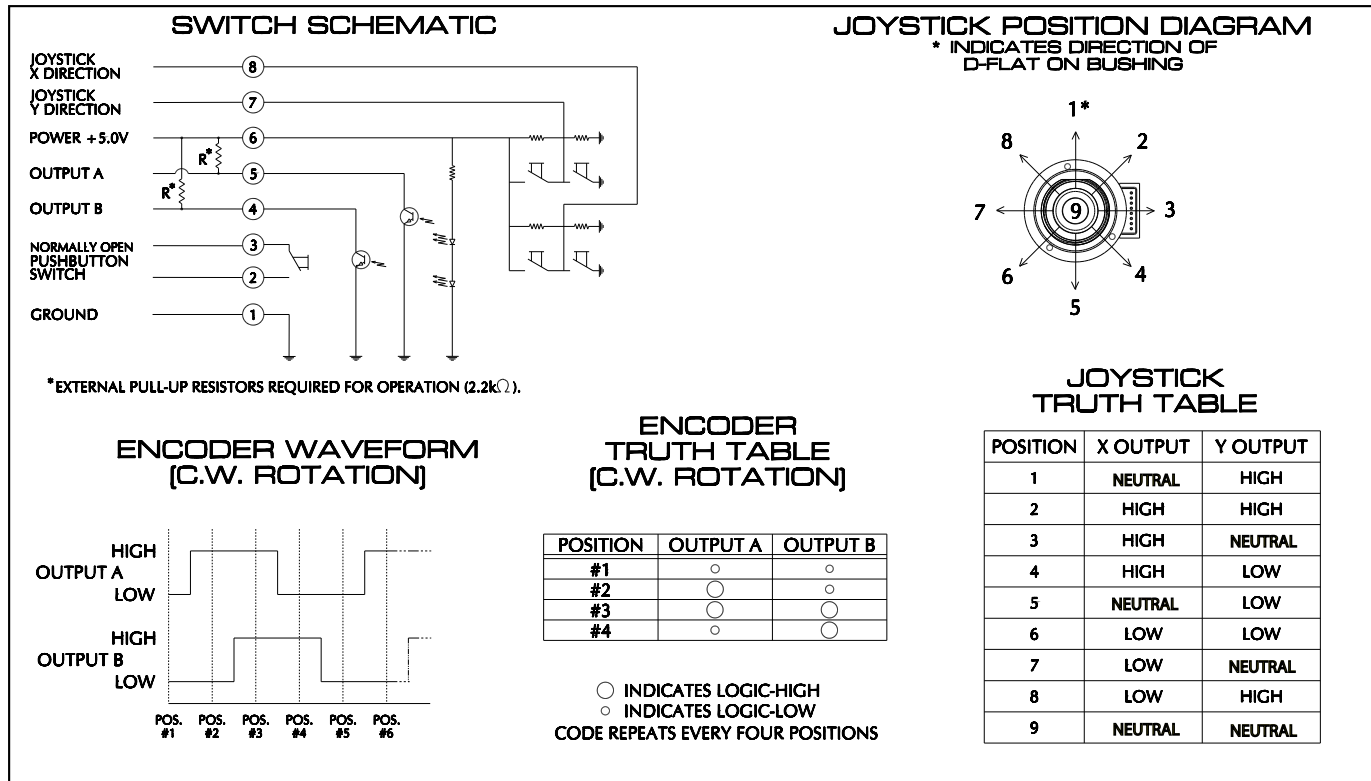 SWITCH SCHEMATIC
JOYSTICK
X DIRECTION
8
JOYSTICK
Y DIRECTION
7
POWER +5.0V
6
R*
OUTPUT A
5
R*
OUTPUT B
4
NORMALLY OPEN
PUSHBUTTON
SWITCH
3
2
GROUND
1
*EXTERNAL PULL-UP RESISTORS REQUIRED FOR OPERATION (2.2kΩ).
JOYSTICK POSITION DIAGRAM
* INDICATES DIRECTION OF
D-FLAT ON BUSHING
1*
8
2
7
9
3
6
4
5
ENCODER WAVEFORM
(C.W. ROTATION)
HIGH
OUTPUT A
LOW
HIGH
OUTPUT B
LOW
POS. POS. POS. POS. POS. POS.
#1 #2 #3 #4 #5 #6
ENCODER
TRUTH TABLE
(C.W. ROTATION)
POSITION OUTPUT A OUTPUT B
#1
#2
#3
#4
INDICATES LOGIC-HIGH
INDICATES LOGIC-LOW
CODE REPEATS EVERY FOUR POSITIONS
JOYSTICK
TRUTH TABLE
POSITION X OUTPUT Y OUTPUT
1 NEUTRAL HIGH
2 HIGH HIGH
3 HIGH NEUTRAL
4 HIGH LOW
5 NEUTRAL LOW
6 LOW LOW
7 LOW NEUTRAL
8 LOW HIGH
9 NEUTRAL NEUTRAL